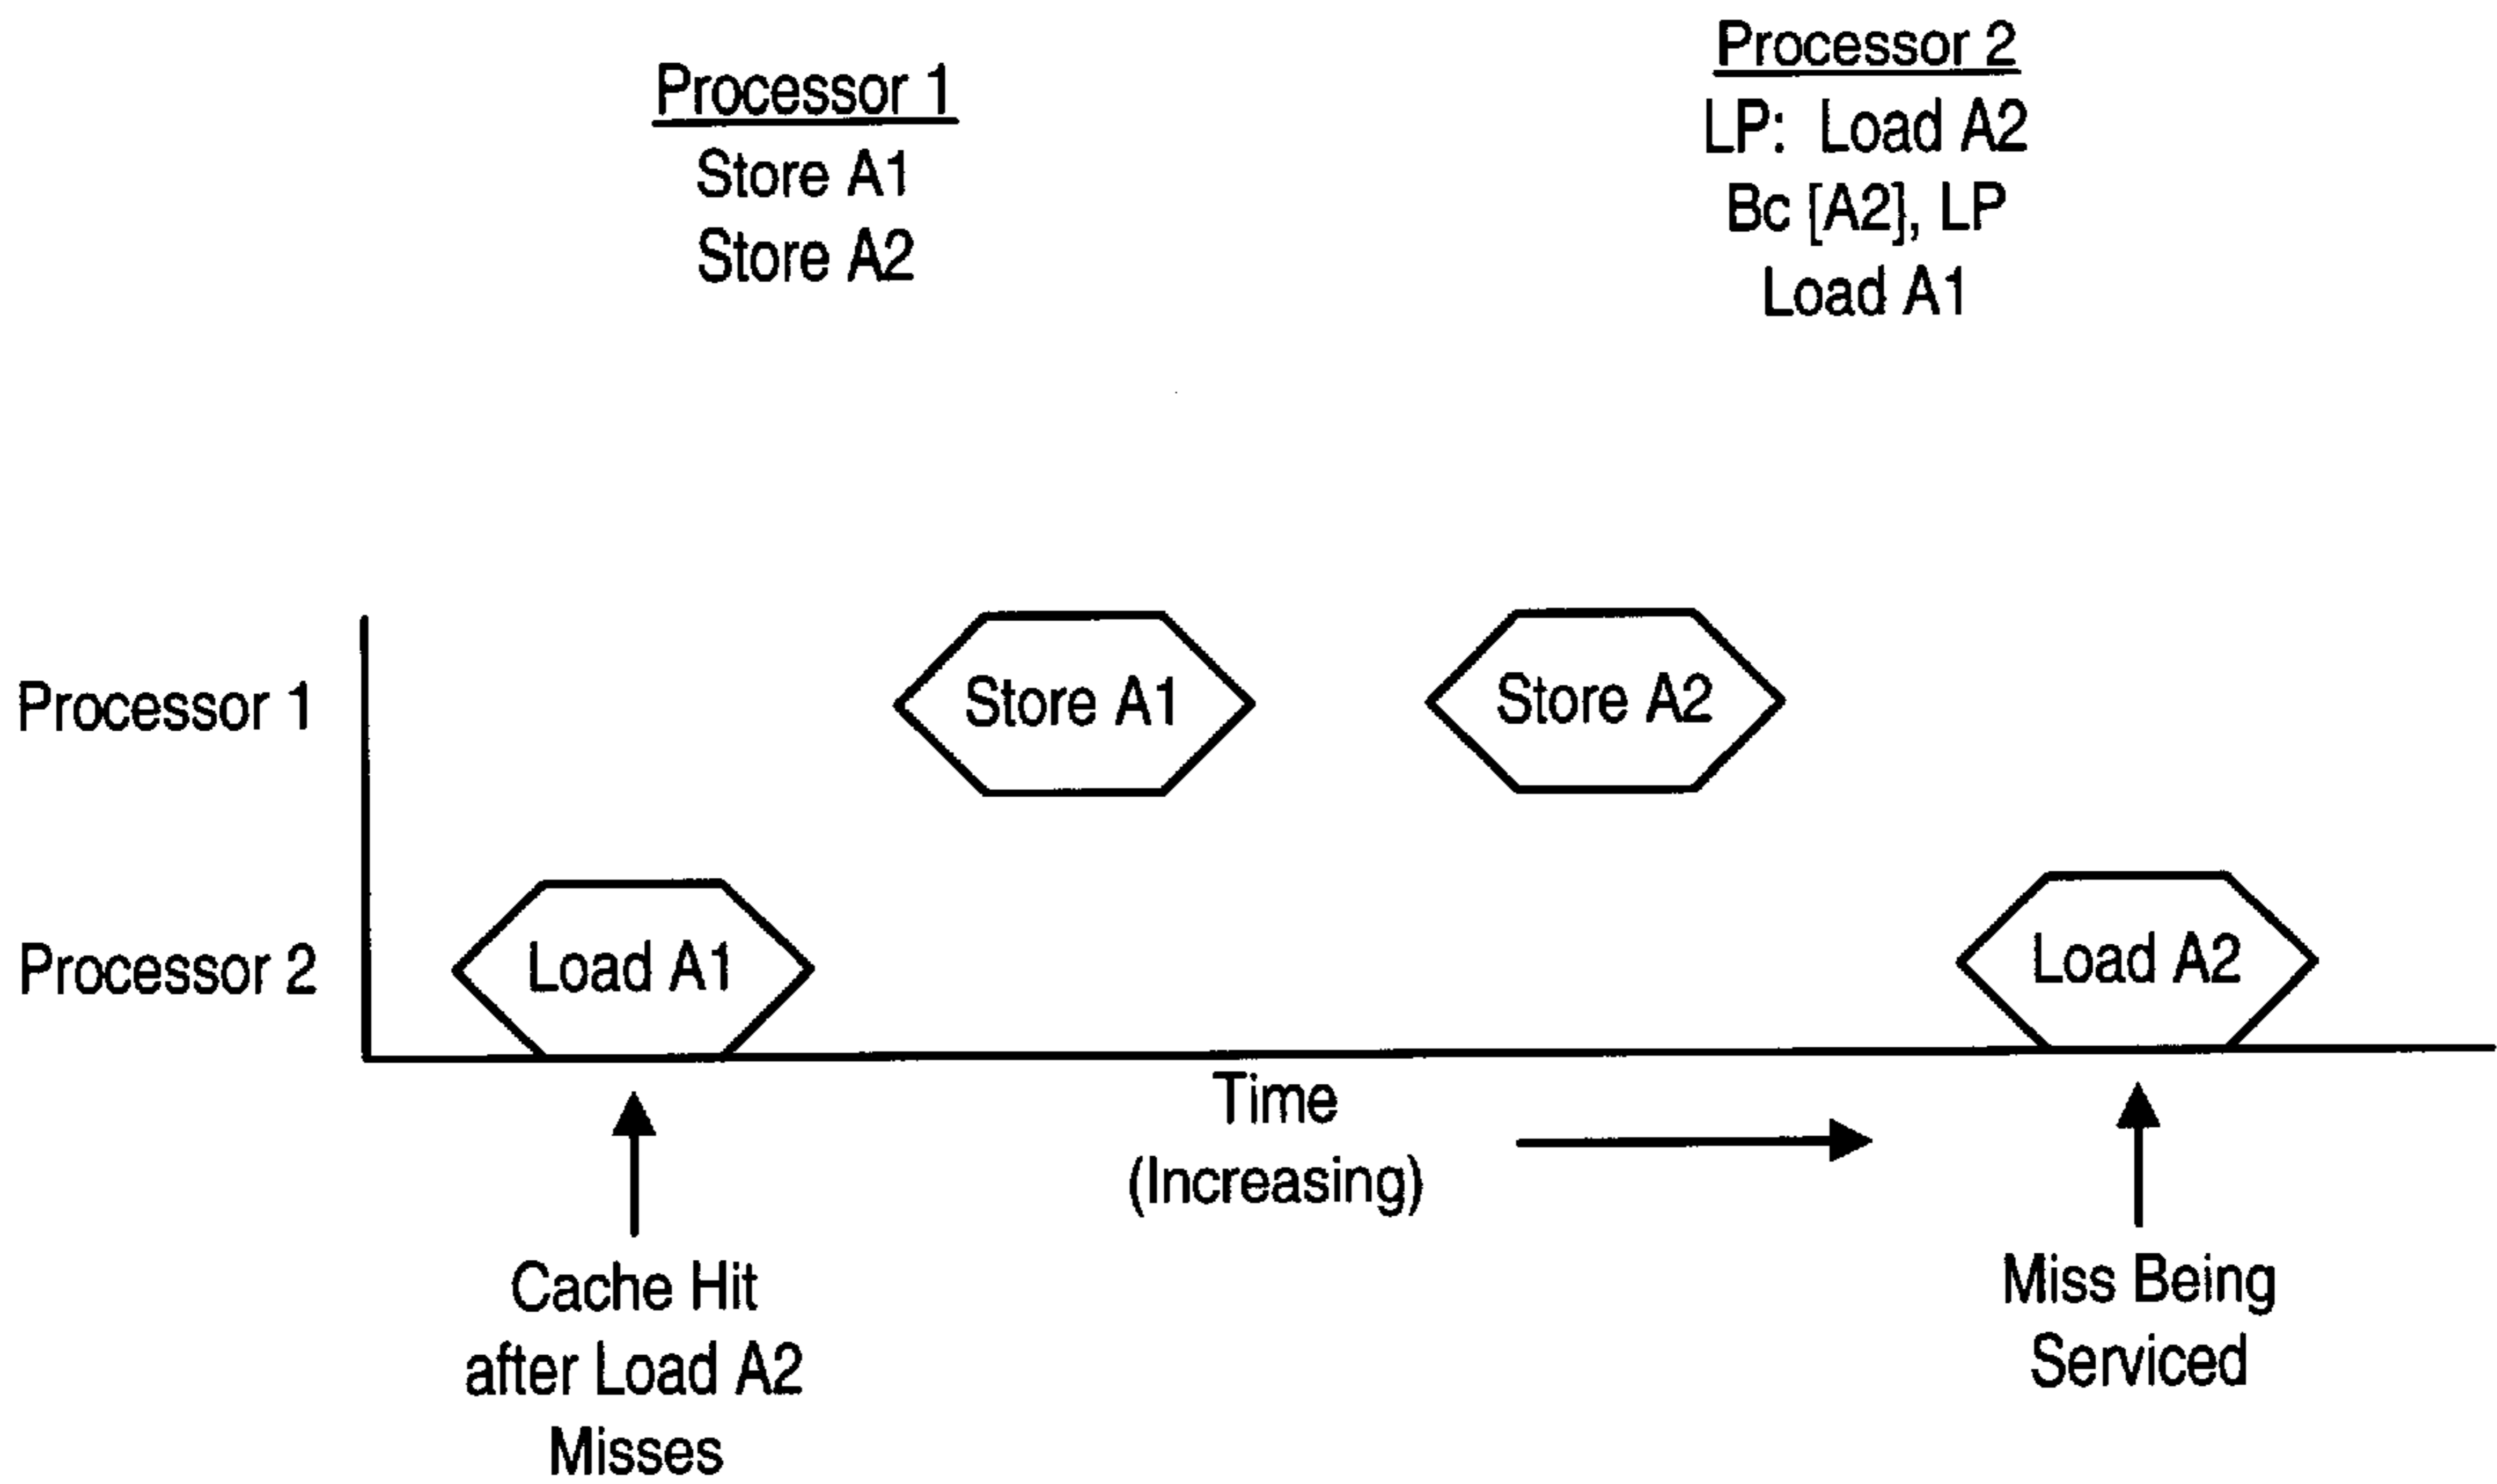 Processor 1
Store A1
Store A2
Processor 2
LP: Load A2
Bc [A2], LP
Load A1
Processor 1
Store A1
Store A2
Processor 2
Load A1
Load A2
Time
(Increasing)
Cache Hit
after Load A2
Misses
Miss Being
Serviced